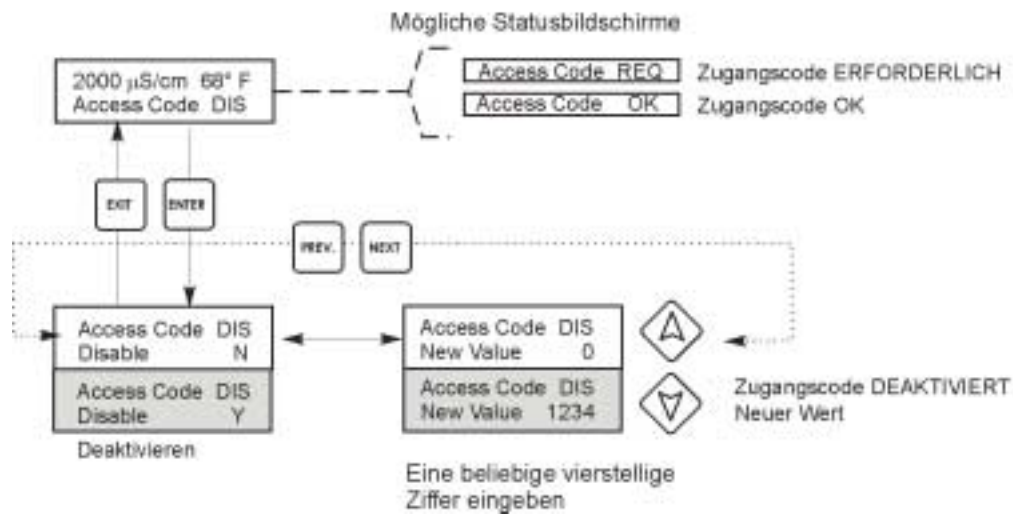 Mögliche Statusbildschirme
2000 µS/cm 68° F
Access Code DIS
Access Code REQ
Zugangscode ERFORDERLICH
Access Code OK
Zugangscode OK
EXIT
ENTER
PREV.
NEXT
Access Code DIS
Disable N
Access Code DIS
Disable Y
Deaktivieren
Access Code DIS
New Value 0
Access Code DIS
New Value 1234
Zugangscode DEAKTIVIERT
Neuer Wert
Eine beliebige vierstellige
Ziffer eingeben